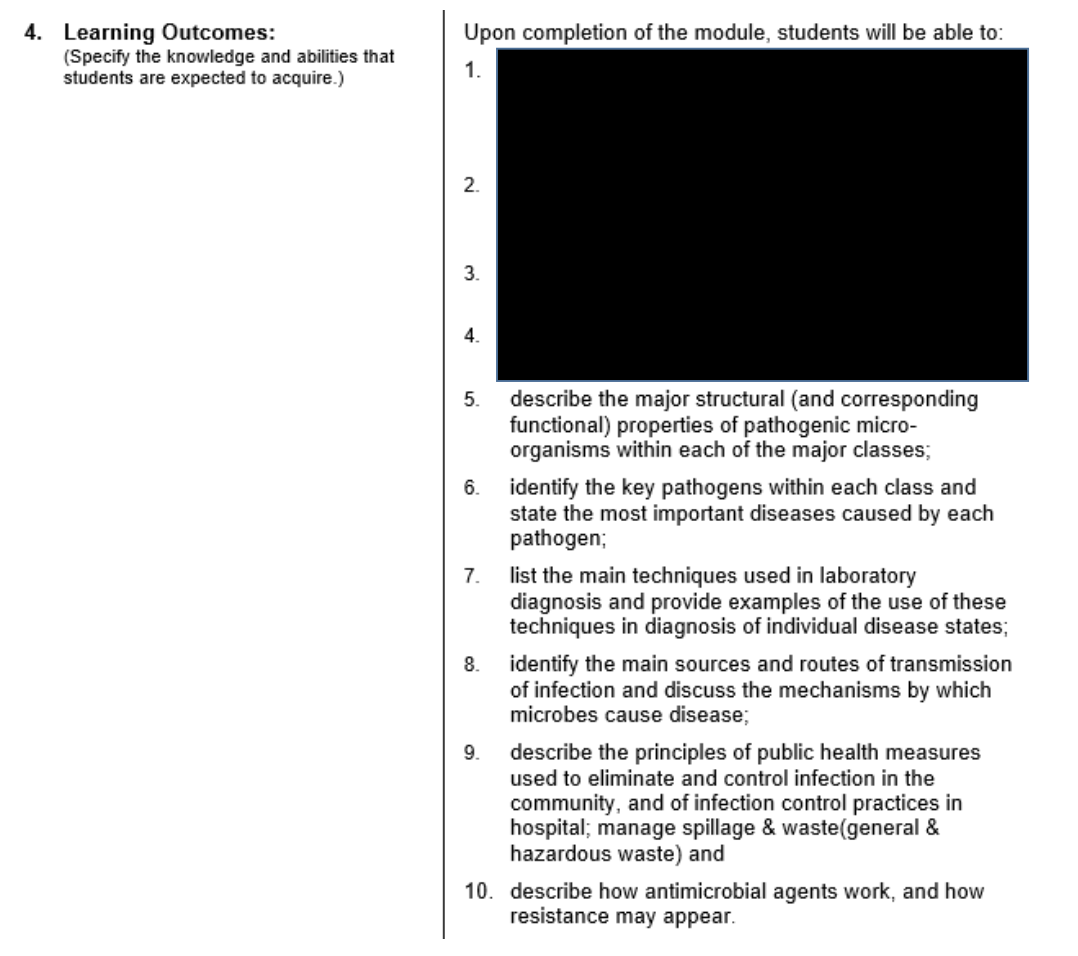 4. Learning Outcomes:
(Specify the knowledge and abilities that
students are expected to acquire.)
Upon completion of the module, students will be able to:
1.
2.
3.
4.
5. describe the major structural (and corresponding
functional) properties of pathogenic micro-
organisms within each of the major classes;
6. identify the key pathogens within each class and
state the most important diseases caused by each
pathogen;
7. list the main techniques used in laboratory
diagnosis and provide examples of the use of these
techniques in diagnosis of individual disease states;
8. identify the main sources and routes of transmission
of infection and discuss the mechanisms by which
microbes cause disease;
9. describe the principles of public health measures
used to eliminate and control infection in the
community, and of infection control practices in
hospital; manage spillage & waste(general &
hazardous waste) and
10. describe how antimicrobial agents work, and how
resistance may appear.